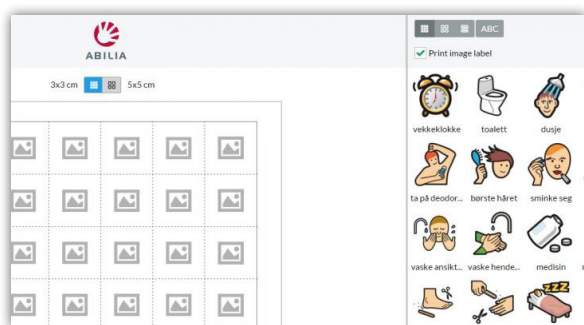 ABILIA
3x3 cm 5x5 cm
ABC
Print image label
vekkeklokke toalett dusje
ta på deodor... børste håret sminke seg
vaske ansikt... vaske hende... medisin
ZZZ